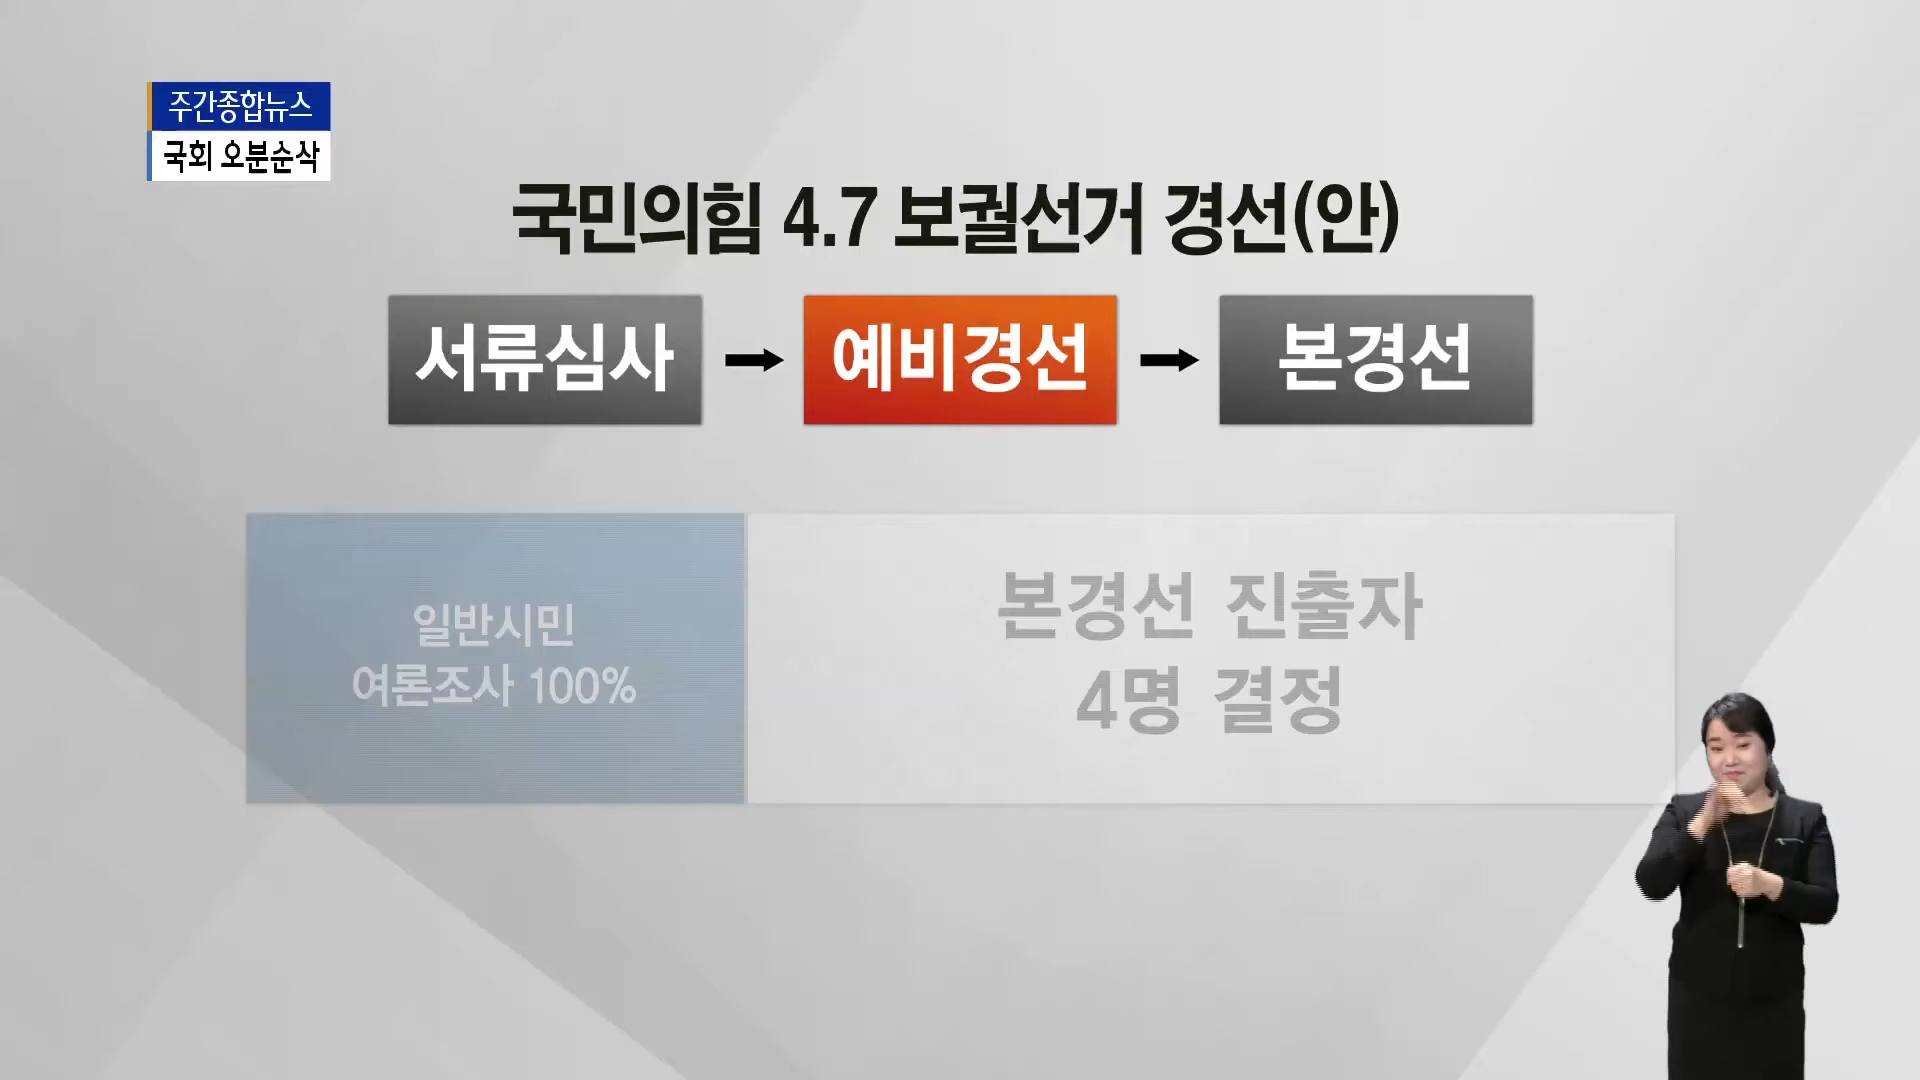 주간종합뉴스
국회 오분순삭
국민의힘 4.7 보궐선거 경선(안)
서류심사 → 예비경선 → 본경선
일반시민
여론조사 100%
본경선 진출자
4명 결정